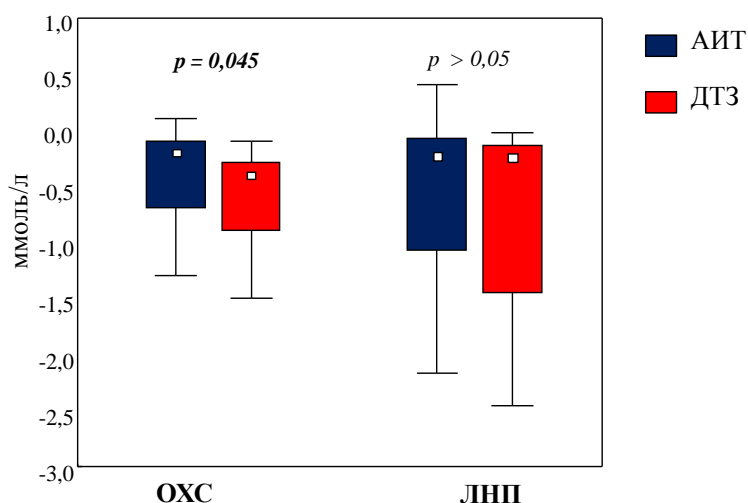 1,0
p = 0,045
p > 0,05
АИТ
ДТЗ
0,5
0,0
-0,5
-1,0
-1,5
-2,0
-2,5
-3,0
ммоль/л
ОХС
ЛНП